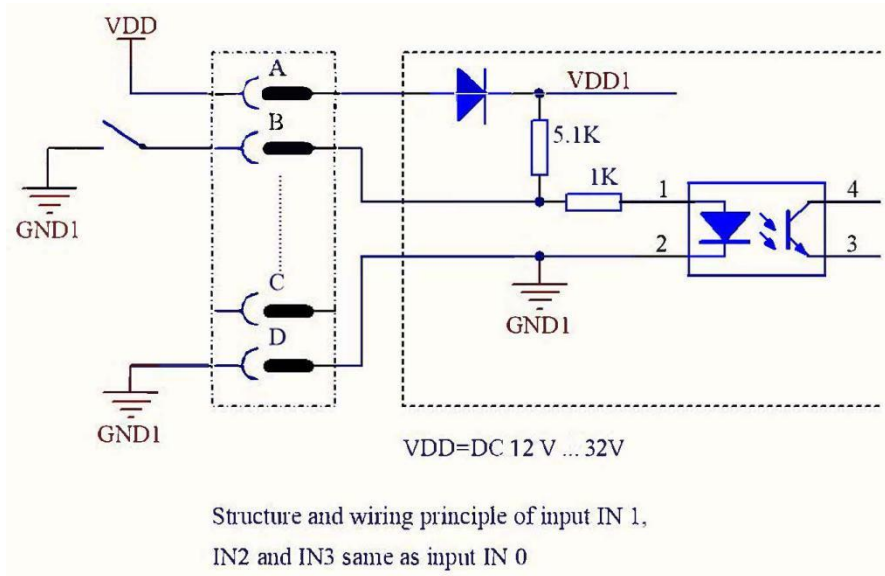 VDD
A
VDD1
B
5.1K
1K
1
4
GND1
2
3
C
GND1
D
GND1
VDD=DC 12 V ... 32V
Structure and wiring principle of input IN 1,
IN2 and IN3 same as input IN 0